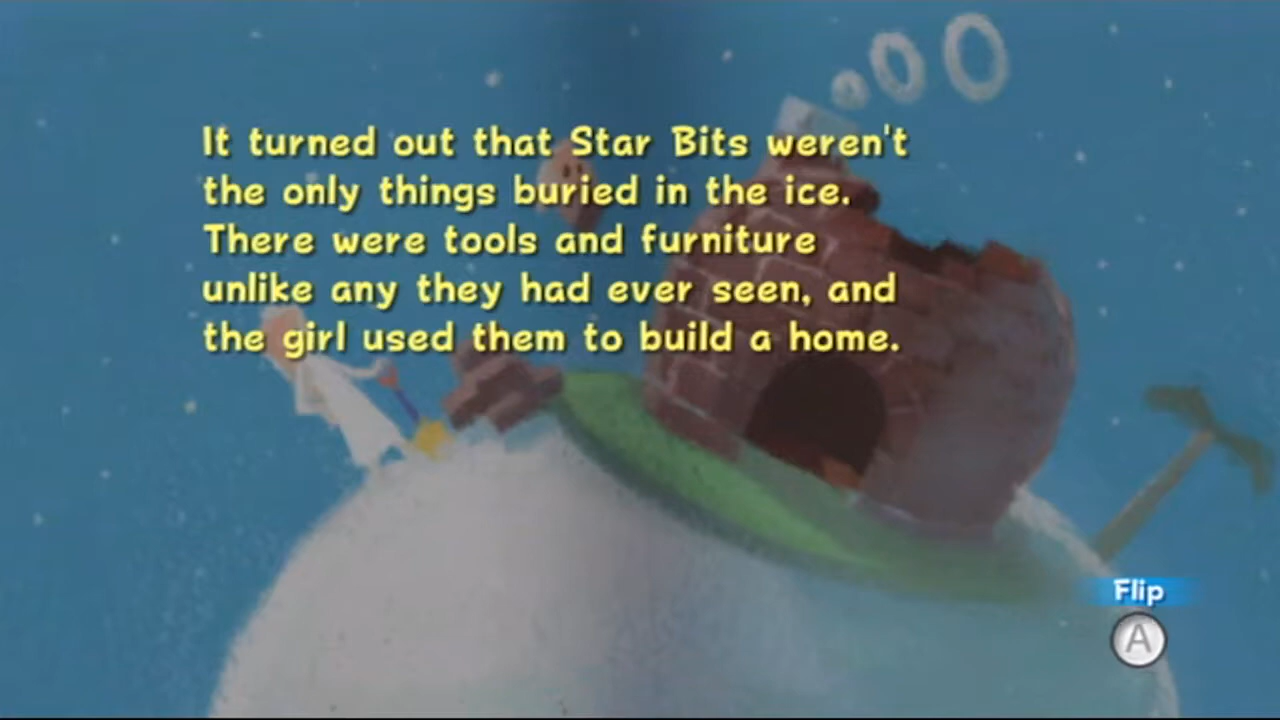 It turned out that Star Bits weren't
the only things buried in the ice.
There were tools and furniture
unlike any they had ever seen, and
the girl used them to build a home.
Flip
A